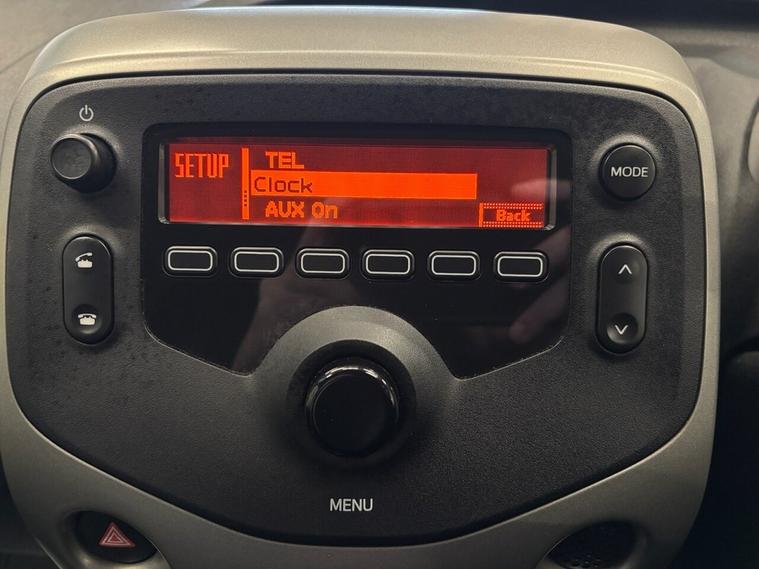 SETUP
TEL
Clock
AUX On
Back
MODE
MENU